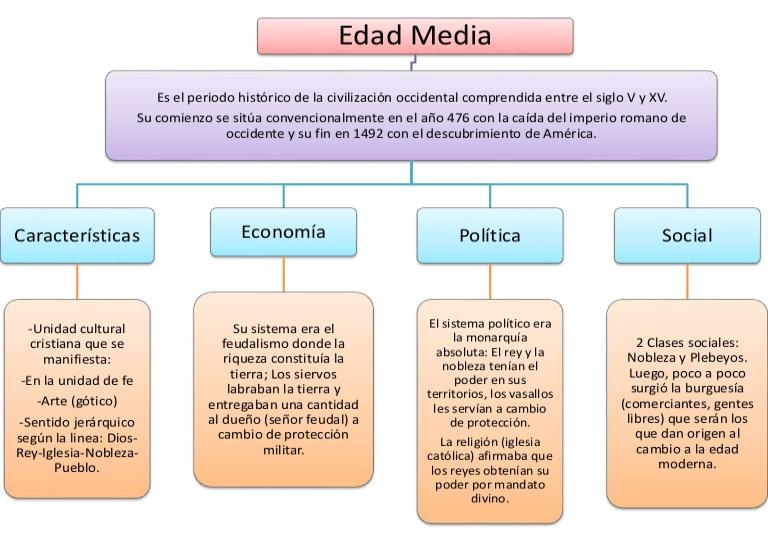 Edad Media
Es el periodo histórico de la civilización occidental comprendida entre el siglo V y XV.
Su comienzo se sitúa convencionalmente en el año 476 con la caída del imperio romano de
occidente y su fin en 1492 con el descubrimiento de América.
Características
-Unidad cultural
cristiana que se
manifiesta:
-En la unidad de fe
-Arte (gótico)
-Sentido jerárquico
según la linea: Dios-
Rey-Iglesia-Nobleza-
Pueblo.
Economía
Su sistema era el
feudalismo donde la
riqueza constituía la
tierra; Los siervos
labraban la tierra y
entregaban una cantidad
al dueño (señor feudal) a
cambio de protección
militar.
Política
El sistema político era
la monarquía
absoluta: El rey y la
nobleza tenían el
poder en sus
territorios, los vasallos
les servían a cambio
de protección.
La religión (iglesia
católica) afirmaba que
los reyes obtenían su
poder por mandato
divino.
Social
2 Clases sociales:
Nobleza y Plebeyos.
Luego, poco a poco
surgió la burguesía
(comerciantes, gentes
libres) que serán los
que dan origen al
cambio a la edad
moderna.